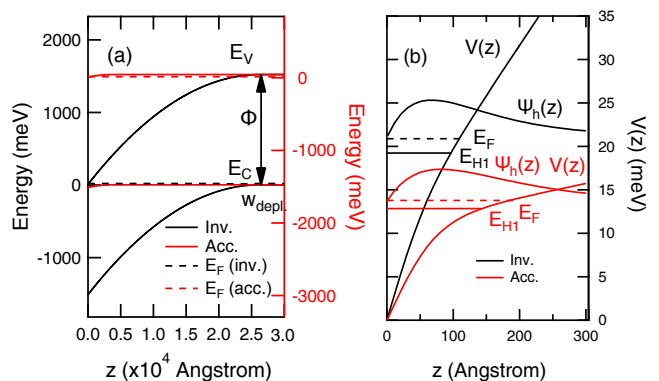 (a)
E_V
Φ
E_C
w_depl.
Inv.
Acc.
E_F (inv.)
E_F (acc.)
2000
1000
0
-1000
Energy (meV)
0
-1000
-2000
-3000
Energy (meV)
0.0 0.5 1.0 1.5 2.0 2.5 3.0
z (x10^4 Angstrom)
(b)
V(z)
Ψ_h(z)
E_F
E_H1
Ψ_h(z) V(z)
E_H1 E_F
Inv.
Acc.
35
30
25
20
15
10
5
0
V(z) (meV)
0 100 200 300
z (Angstrom)